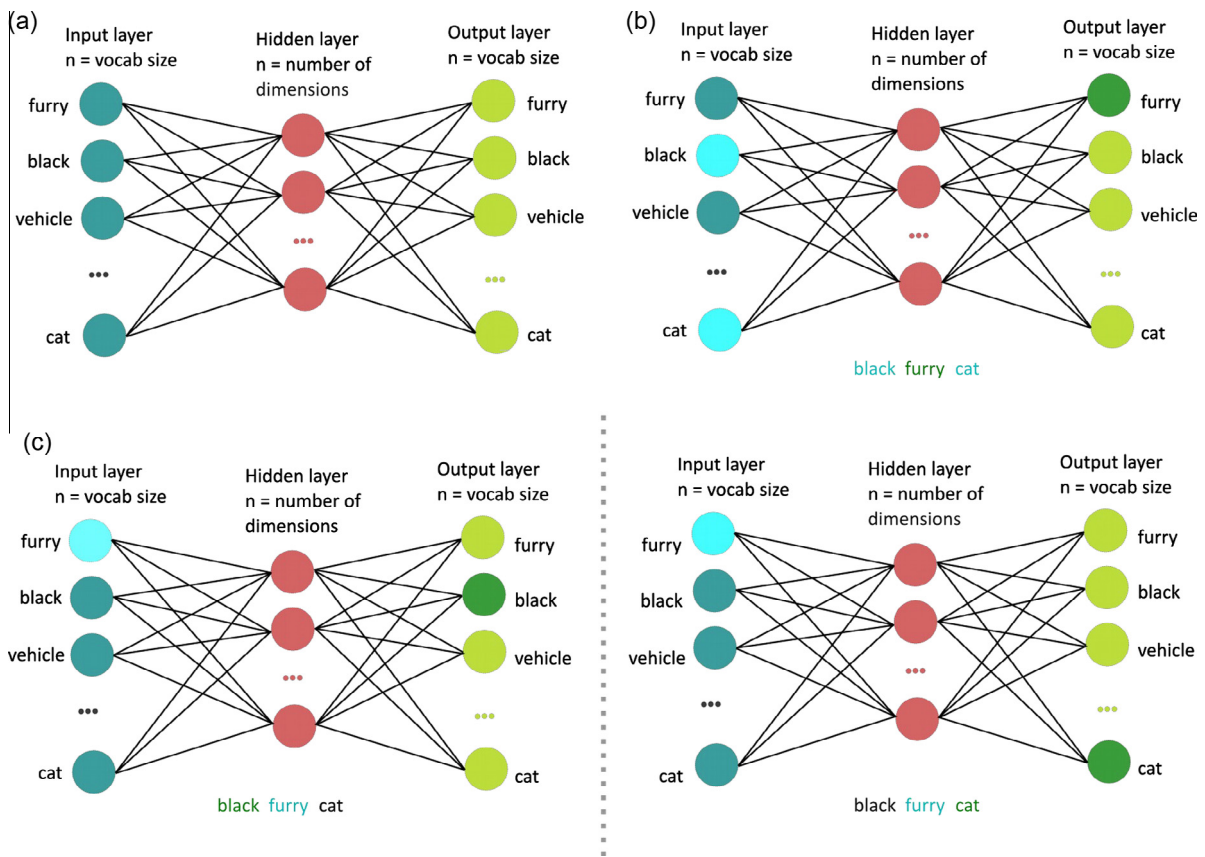 (a)
Input layer
n = vocab size
Hidden layer
n = number of
dimensions
Output layer
n = vocab size
furry
black
vehicle
...
cat
...
furry
black
vehicle
...
cat
(b)
Input layer
n = vocab size
Hidden layer
n = number of
dimensions
Output layer
n = vocab size
furry
black
vehicle
...
cat
...
furry
black
vehicle
...
cat
black furry cat
(c)
Input layer
n = vocab size
Hidden layer
n = number of
dimensions
Output layer
n = vocab size
furry
black
vehicle
...
cat
...
furry
black
vehicle
...
cat
black furry cat
Input layer
n = vocab size
Hidden layer
n = number of
dimensions
Output layer
n = vocab size
furry
black
vehicle
...
cat
...
furry
black
vehicle
...
cat
black furry cat